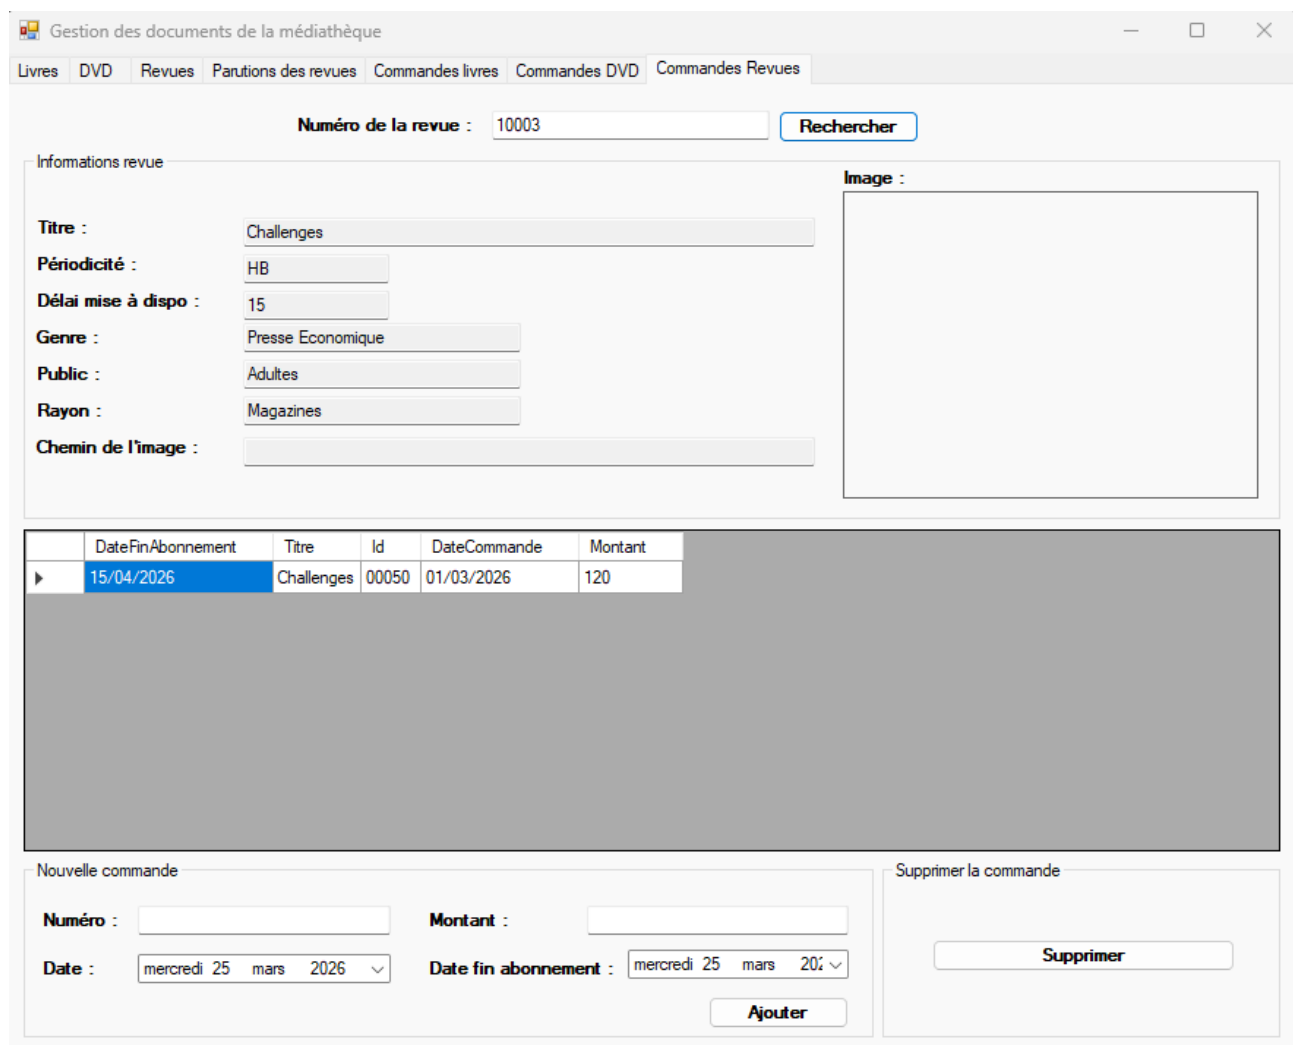 Gestion des documents de la médiathèque
Livres DVD Revues Parutions des revues Commandes livres Commandes DVD Commandes Revues
Numéro de la revue : 10003 Rechercher
Informations revue
Image :
Titre : Challenges
Périodicité : HB
Délai mise à dispo : 15
Genre : Presse Economique
Public : Adultes
Rayon : Magazines
Chemin de l'image :
DateFinAbonnement Titre Id DateCommande Montant
15/04/2026 Challenges 00050 01/03/2026 120
Nouvelle commande
Supprimer la commande
Numéro : Montant :
Date : mercredi 25 mars 2026 Date fin abonnement : mercredi 25 mars 202
Supprimer
Ajouter